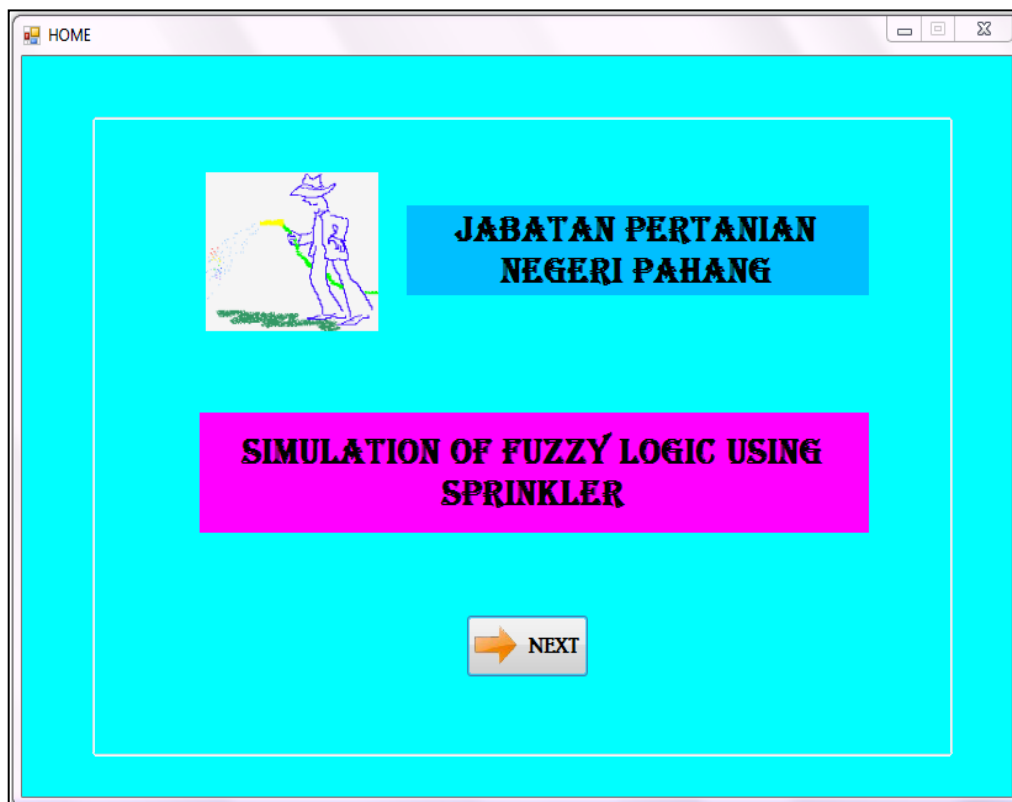 HOME
JABATAN PERTANIAN
NEGERI PAHANG
SIMULATION OF FUZZY LOGIC USING
SPRINKLER
NEXT